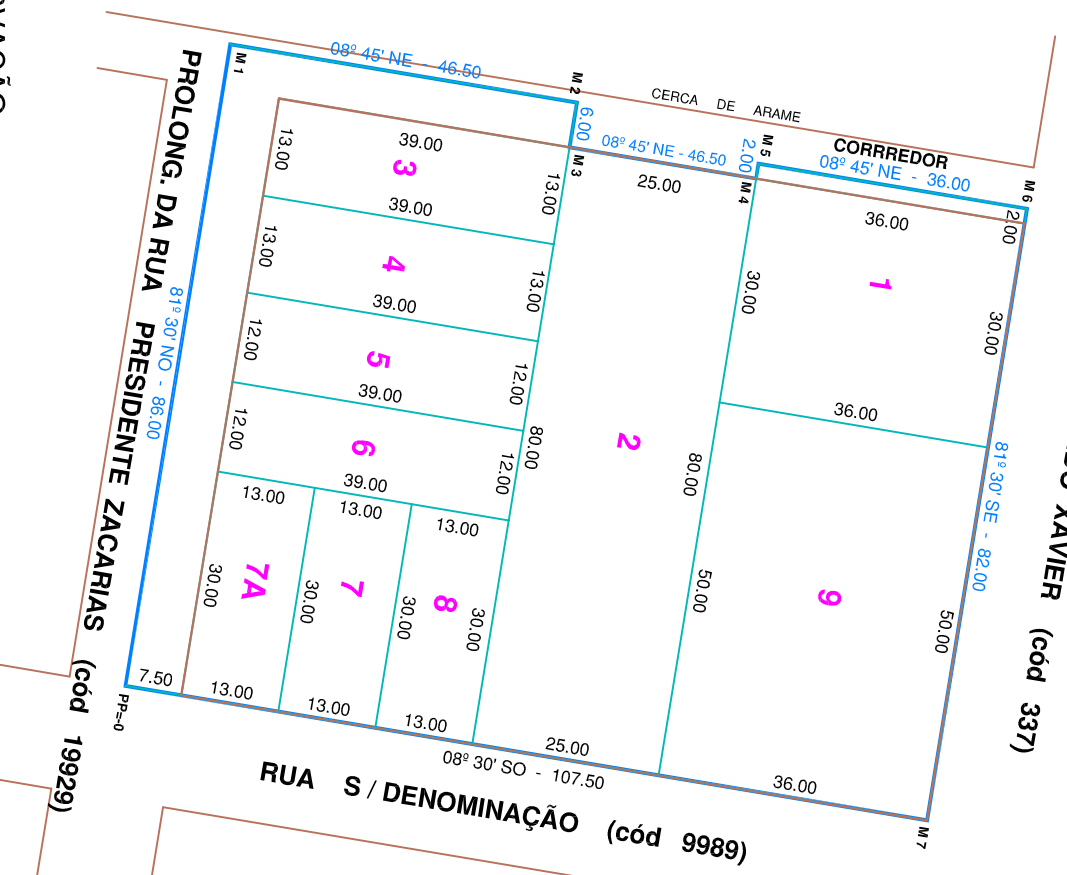 VAÇÃO
PROLONG. DA RUA PRESIDENTE ZACARIAS (cód 19929)
81º 30' NO - 86.00
M 1
08º 45' NE - 46.50
M 2
6.00
M 3
CERCA DE ARAME
08º 45' NE - 46.50
2.00
M 5
M 4
CORRREDOR
08º 45' NE - 36.00
M 6
2.00
39.00
13.00
3
13.00
39.00
13.00
4
13.00
39.00
12.00
5
12.00
39.00
12.00
6
12.00
39.00
80.00
25.00
2
80.00
36.00
30.00
1
30.00
36.00
9
50.00
50.00
81º 30' SE - 82.00
XAVIER (cód 337)
13.00
13.00
13.00
7A
7
8
30.00
30.00
30.00
30.00
7.50
13.00
13.00
13.00
25.00
36.00
PP=0
M 7
08º 30' SO - 107.50
RUA S / DENOMINAÇÃO (cód 9989)